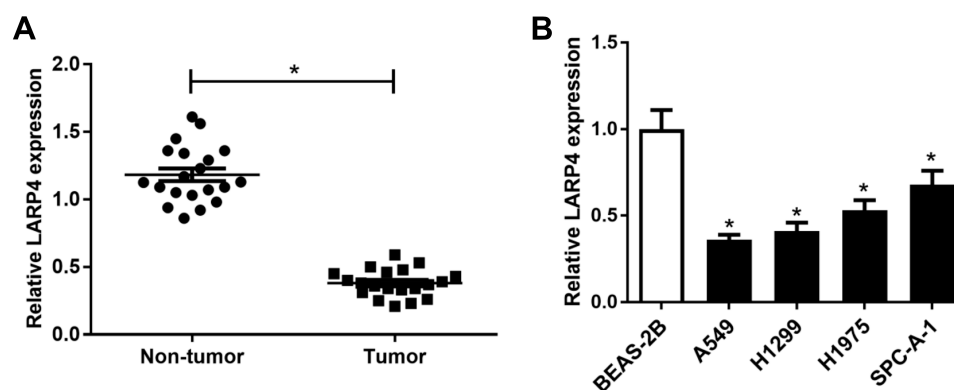 A
Relative LARP4 expression
2.0
1.5
1.0
0.5
0.0
*
Non-tumor
Tumor
B
Relative LARP4 expression
1.5
1.0
0.5
0.0
*
*
*
*
BEAS-2B
A549
H1299
H1975
SPC-A-1